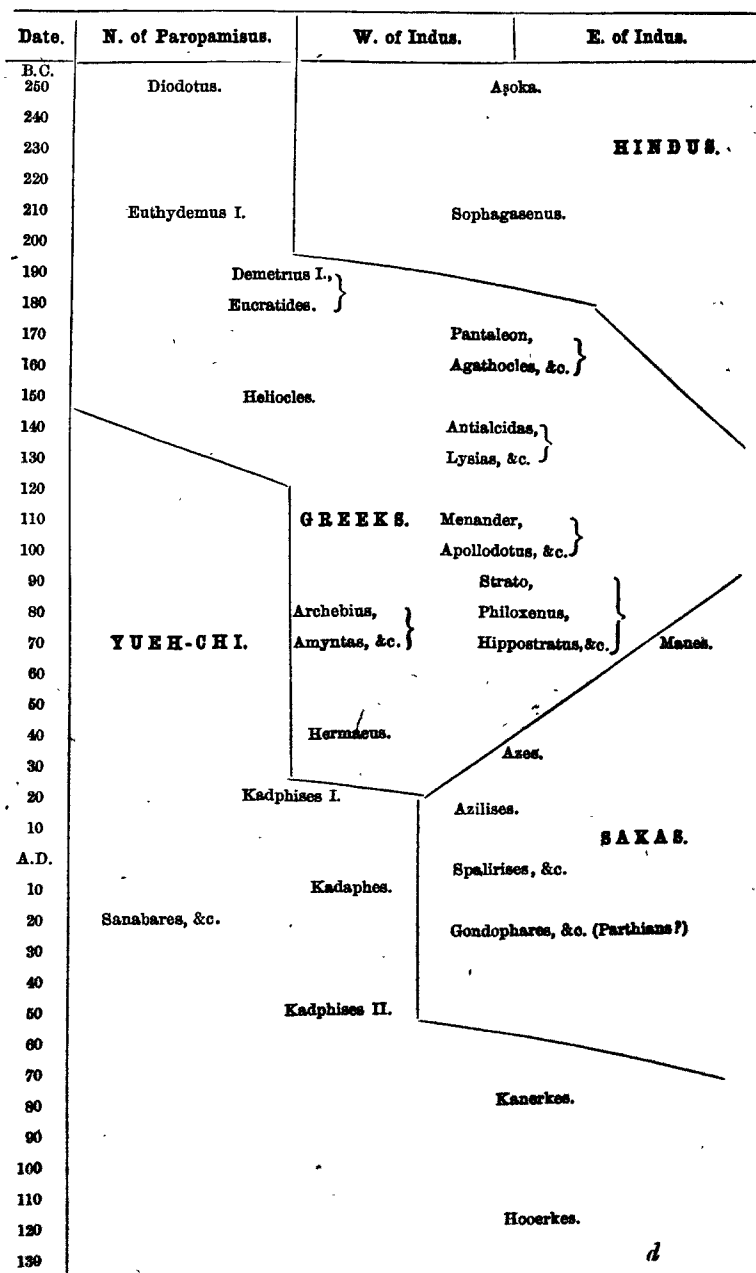 Date. N. of Paropamisus. W. of Indus. E. of Indus.
B.C.
250 Diodotus. Aṣoka.
240
230 HINDUS.
220
210 Euthydemus I. Sophagasenus.
200
190 Demetrius I.,
180 Eucratides.
170 Pantaleon,
160 Agathocles, &c.
150 Heliocles.
140 Antialcidas,
130 Lysias, &c.
120
110 GREEKS. Menander,
100 Apollodotus, &c.
90 Strato,
80 Archebius, Philoxenus,
70 YUEH-CHI. Amyntas, &c. Hippostratus, &c. Manes.
60
50
40 Hermaeus.
30 Azes.
20 Kadphises I. Azilises.
10 SAKAS.
A.D. Spalirises, &c.
10 Kadaphes.
20 Sanabares, &c. Gondophares, &c. (Parthians?)
30
40
50 Kadphises II.
60
70
80 Kanerkes.
90
100
110
120 Hooerkes.
130 d